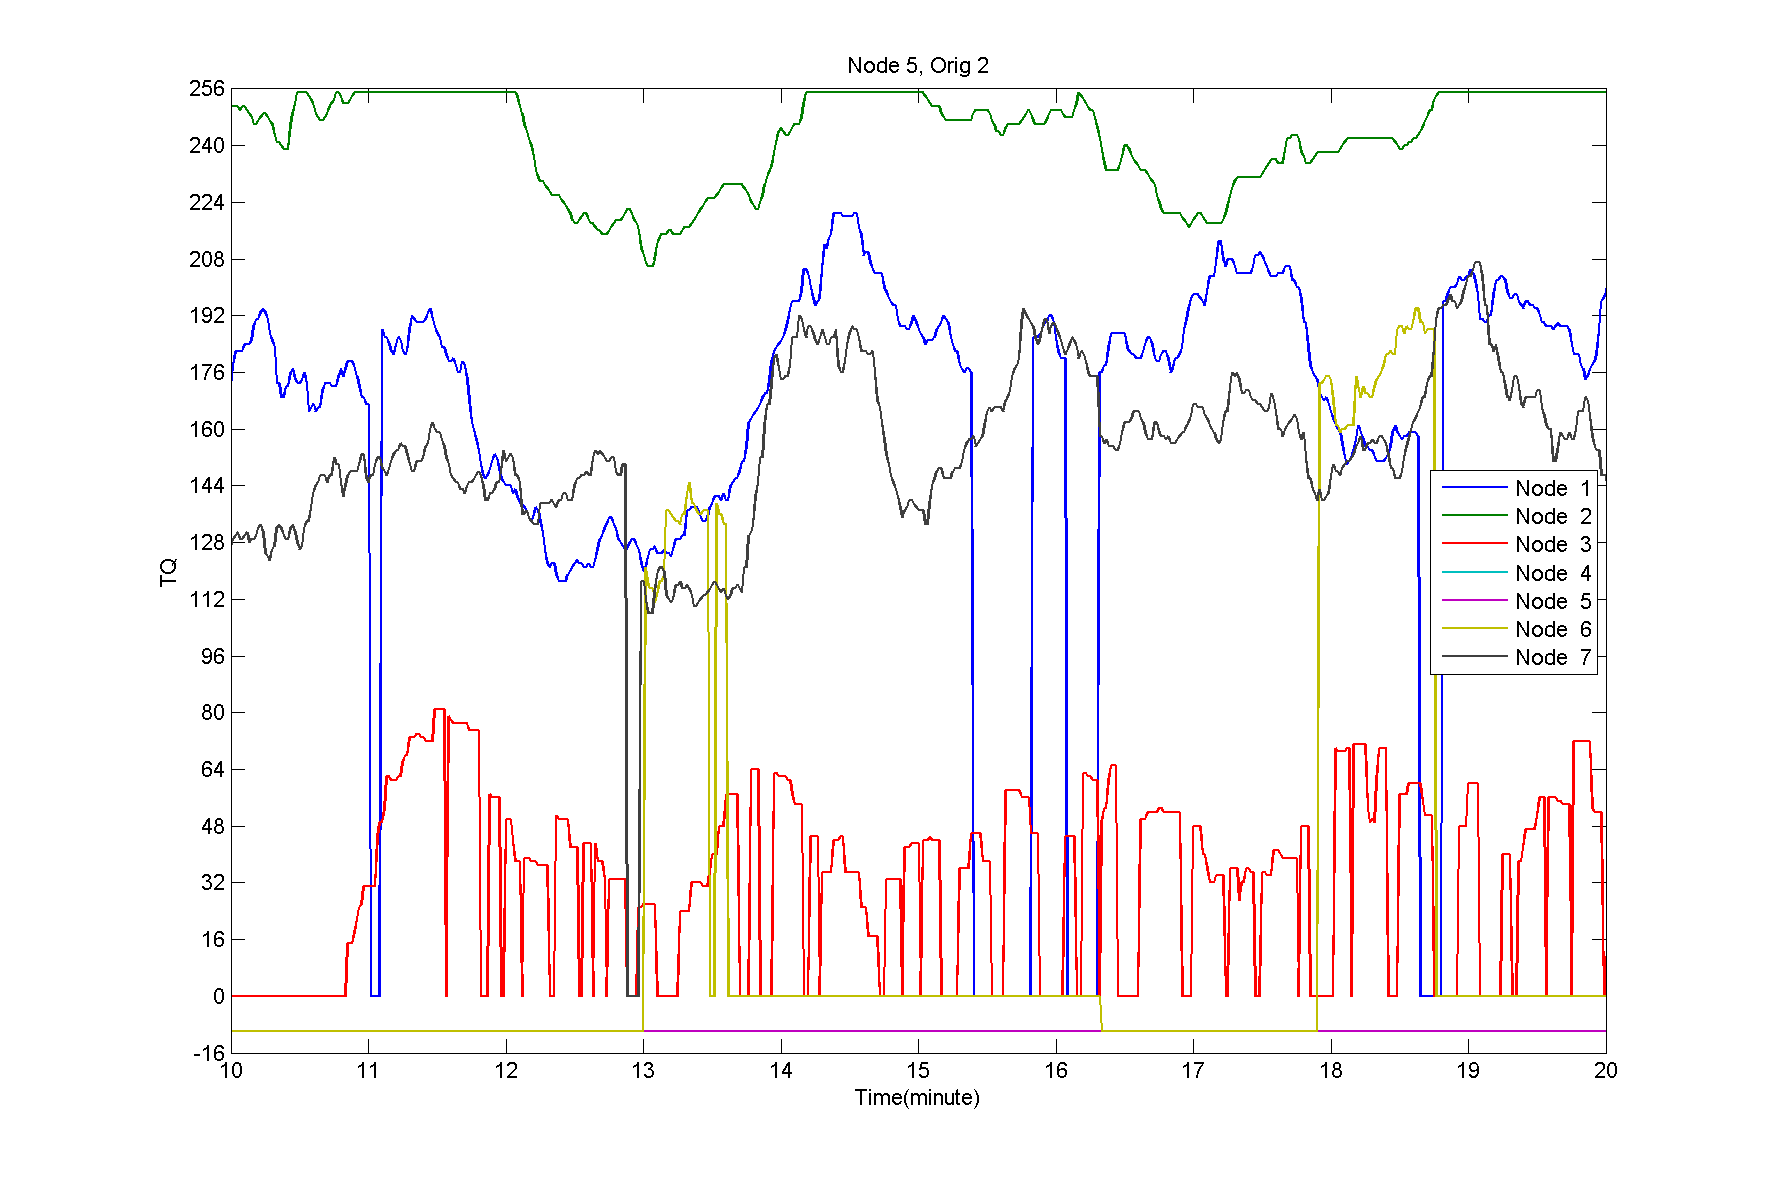 Node 5, Orig 2
256
240
224
208
192
176
160
144
128
112
96
80
64
48
32
16
0
-16
TQ
10 11 12 13 14 15 16 17 18 19 20
Time(minute)
Node 1
Node 2
Node 3
Node 4
Node 5
Node 6
Node 7